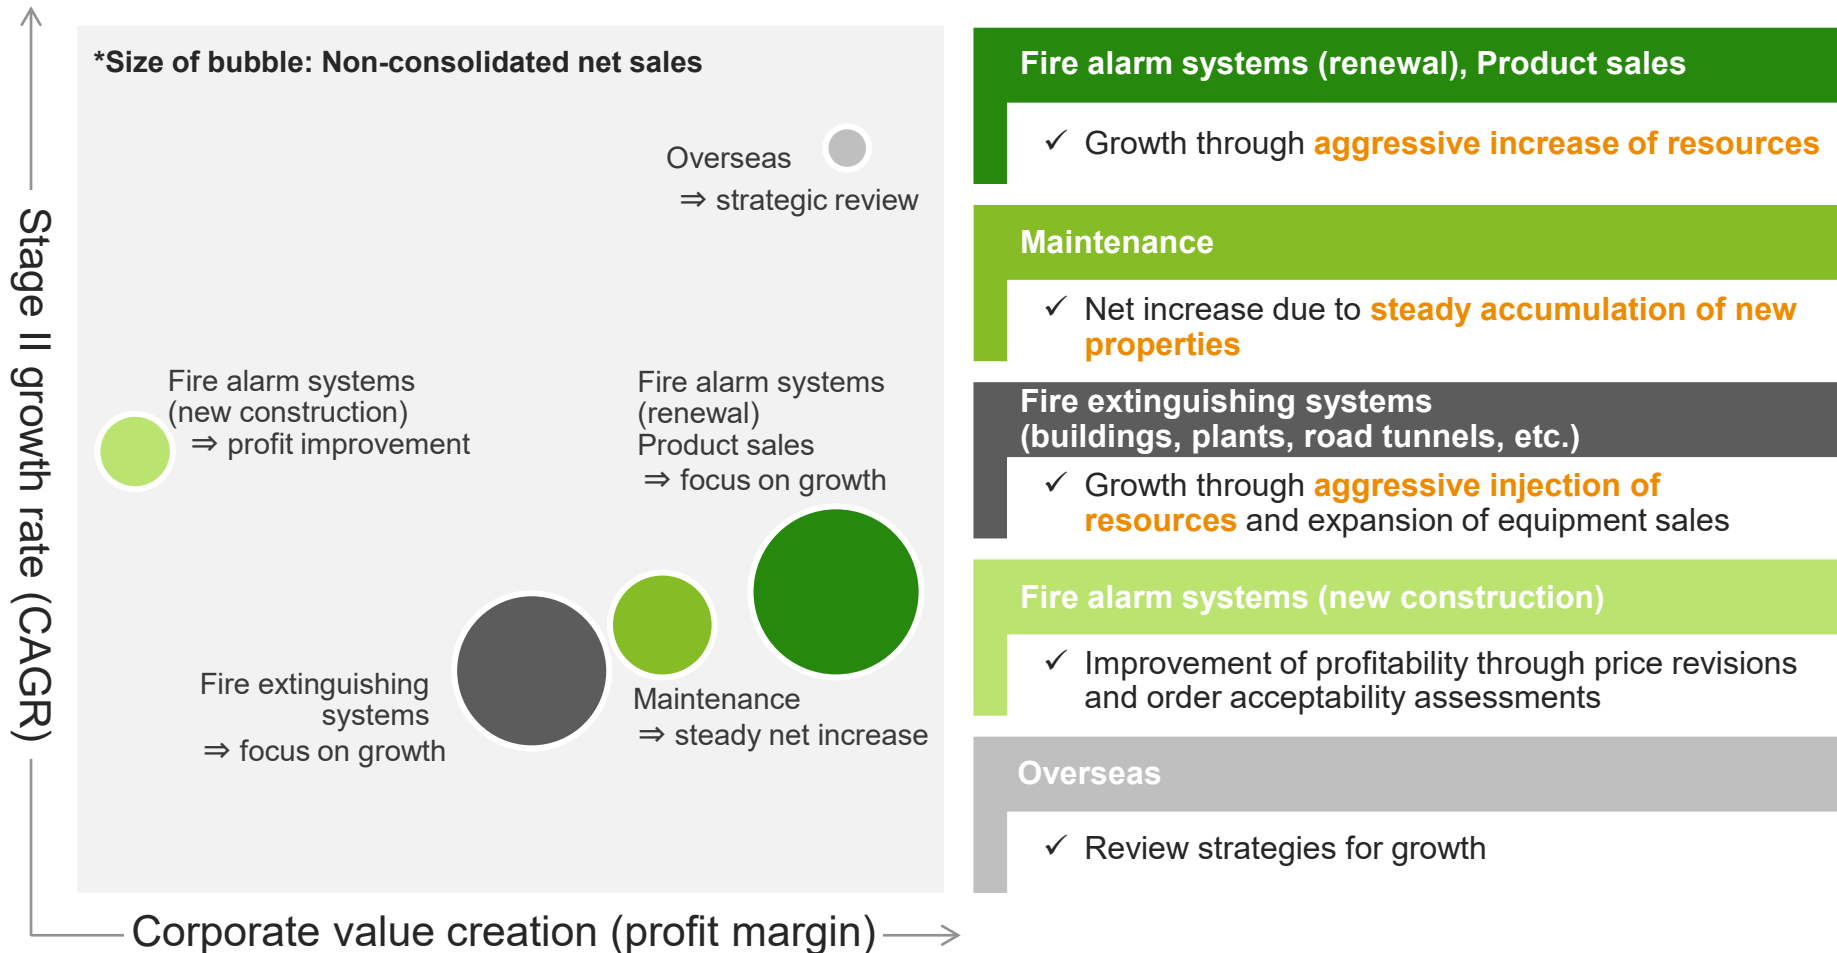 *Size of bubble: Non-consolidated net sales
Overseas
⇒ strategic review
Fire alarm systems
(new construction)
⇒ profit improvement
Fire alarm systems
(renewal)
Product sales
⇒ focus on growth
Fire extinguishing
systems
⇒ focus on growth
Maintenance
⇒ steady net increase
Stage II growth rate (CAGR)
Corporate value creation (profit margin)
Fire alarm systems (renewal), Product sales
✓ Growth through aggressive increase of resources
Maintenance
✓ Net increase due to steady accumulation of new
properties
Fire extinguishing systems
(buildings, plants, road tunnels, etc.)
✓ Growth through aggressive injection of
resources and expansion of equipment sales
Fire alarm systems (new construction)
✓ Improvement of profitability through price revisions
and order acceptability assessments
Overseas
✓ Review strategies for growth